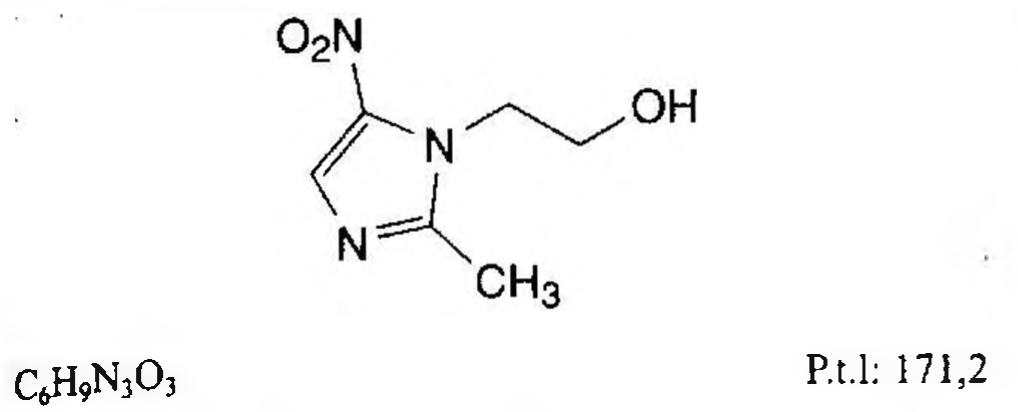 O₂N
OH
N
N
CH₃
C₆H₉N₃O₃ P.t.l: 171,2